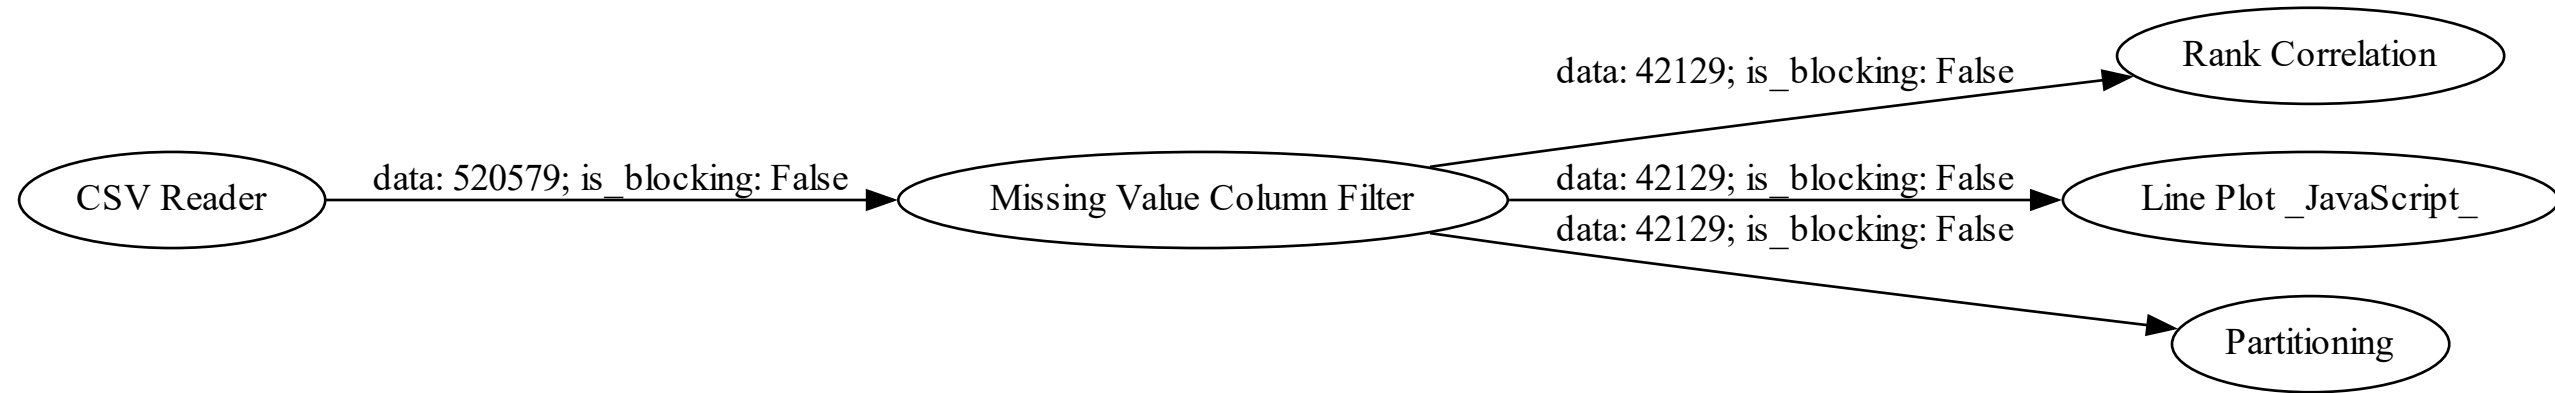 CSV Reader
data: 520579; is_blocking: False
Missing Value Column Filter
data: 42129; is_blocking: False
Rank Correlation
data: 42129; is_blocking: False
Line Plot _JavaScript_
data: 42129; is_blocking: False
Partitioning